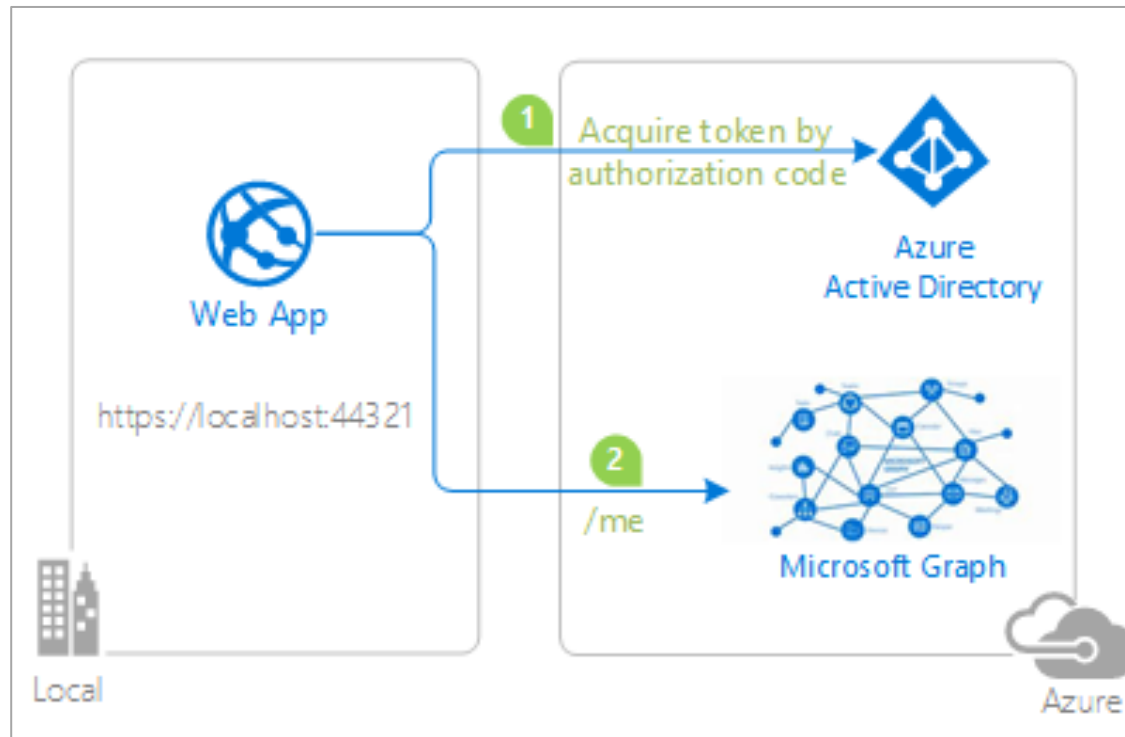 1
Acquire token by
authorization code
Azure
Active Directory
Web App
https://localhost:44321
2
/me
Microsoft Graph
Local
Azure